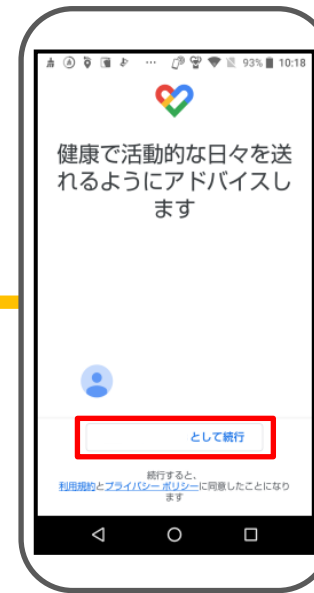 93% 10:18
健康で活動的な日々を送
れるようにアドバイスし
ます
として続行
続行すると、
利用規約とプライバシー ポリシーに同意したことになり
ます